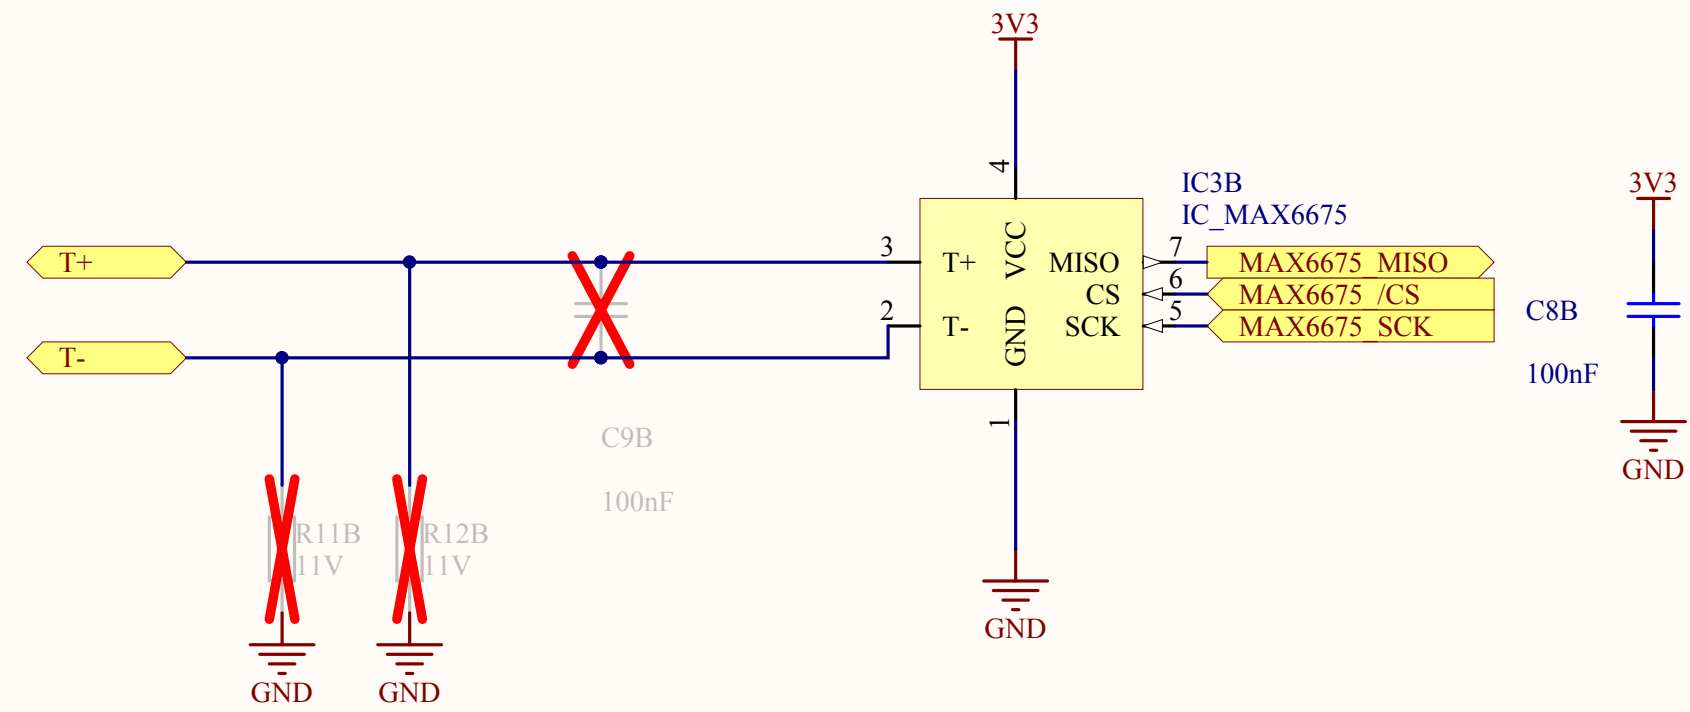 3V3
4
IC3B
IC_MAX6675
3V3
T+
3
T+
VCC
MISO
7
MAX6675_MISO
CS
6
MAX6675_/CS
C8B
2
T-
GND
SCK
5
MAX6675_SCK
T-
100nF
1
C9B
GND
100nF
R11B
R12B
11V
11V
GND
GND
GND